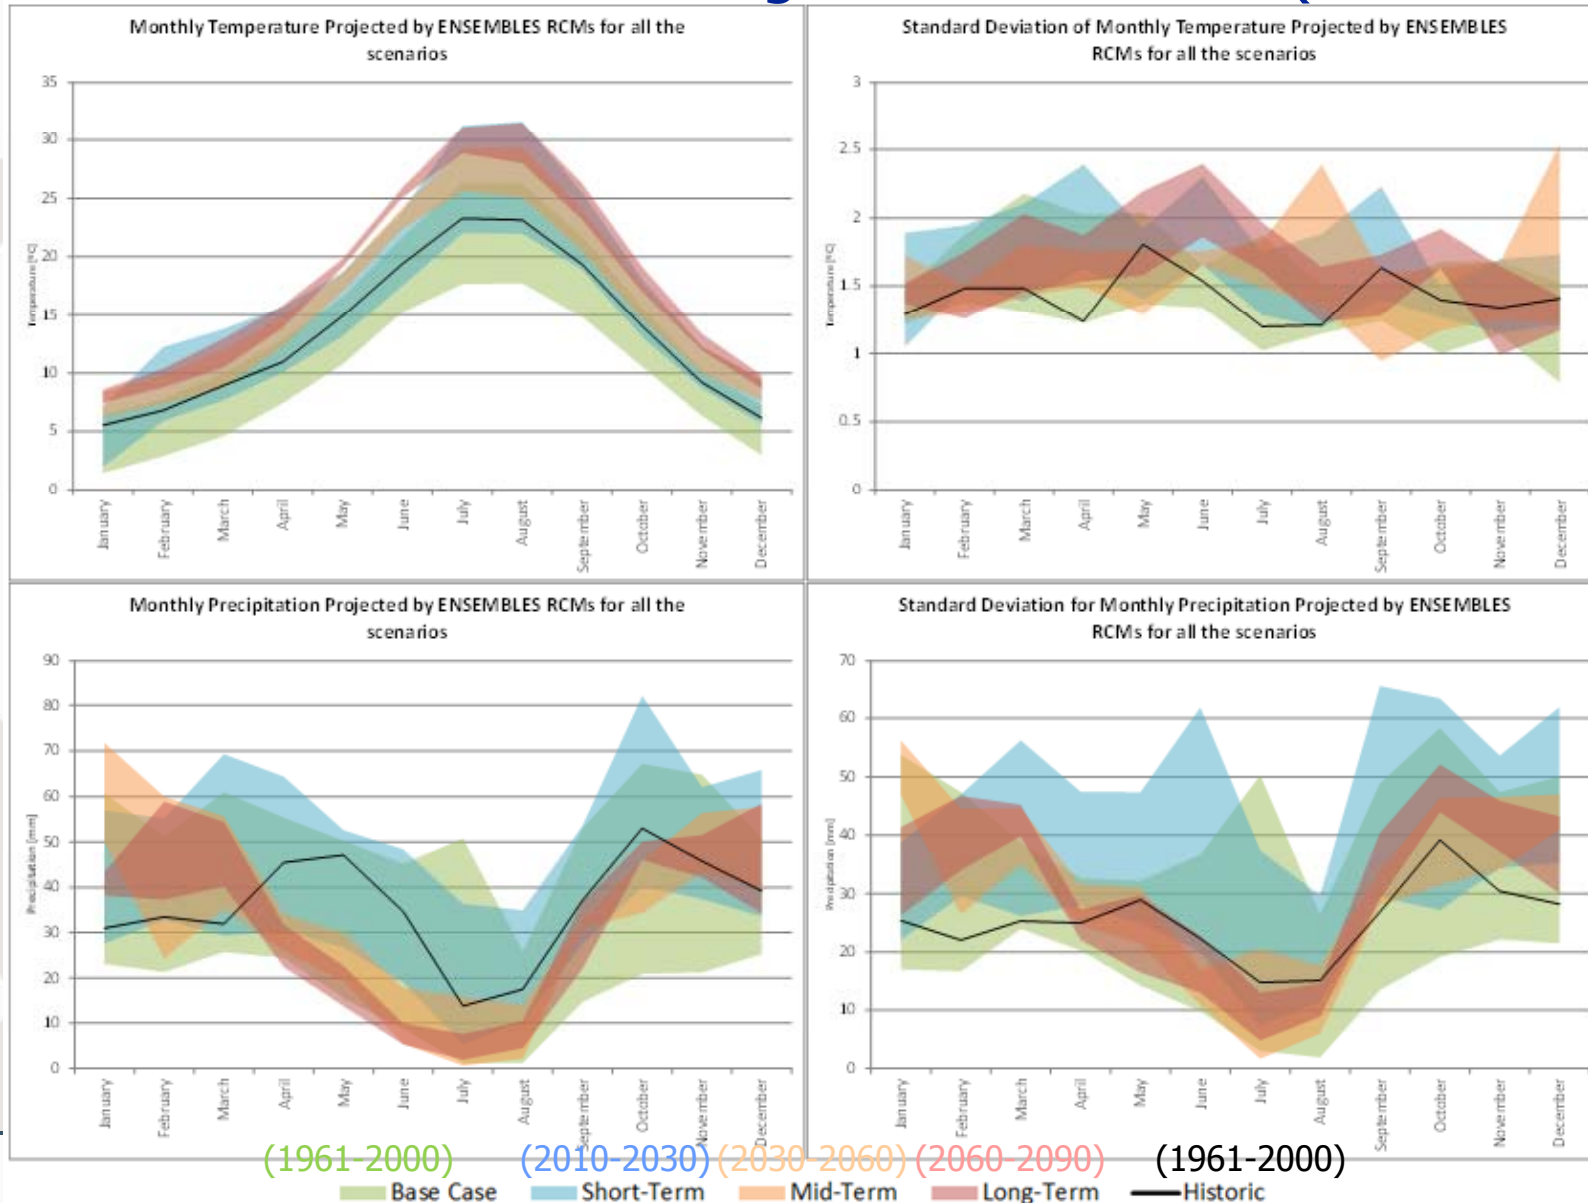 Monthly Temperature Projected by ENSEMBLES RCMs for all the
scenarios
35
30
25
20
15
10
5
0
Temperature [ºC]
January
February
March
April
May
June
July
August
September
October
November
December
Standard Deviation of Monthly Temperature Projected by ENSEMBLES
RCMs for all the scenarios
3
2.5
2
1.5
1
0.5
0
Temperature [ºC]
January
February
March
April
May
June
July
August
September
October
November
December
Monthly Precipitation Projected by ENSEMBLES RCMs for all the
scenarios
90
80
70
60
50
40
30
20
10
0
Precipitation [mm]
January
February
March
April
May
June
July
August
September
October
November
December
Standard Deviation for Monthly Precipitation Projected by ENSEMBLES
RCMs for all the scenarios
70
60
50
40
30
20
10
0
Precipitation [mm]
January
February
March
April
May
June
July
August
September
October
November
December
(1961-2000) (2010-2030) (2030-2060) (2060-2090) (1961-2000)
Base Case Short-Term Mid-Term Long-Term Historic